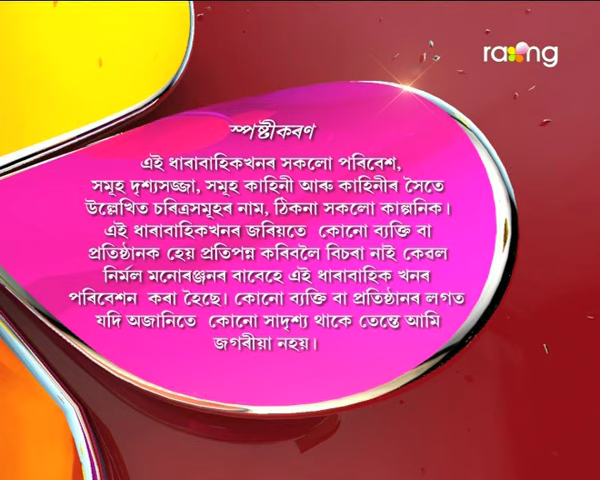 ra ng
স্পষ্টীকৰণ
এই ধাৰাবাহিকখনৰ সকলো পৰিবেশ,
সমূহ দৃশ্যসজ্জা, সমূহ কাহিনী আৰু কাহিনীৰ সৈতে
উল্লেখিত চৰিত্ৰসমূহৰ নাম, ঠিকনা সকলো কাল্পনিক।
এই ধাৰাবাহিকখনৰ জৰিয়তে কোনো ব্যক্তি বা
প্ৰতিষ্ঠানক হেয় প্ৰতিপন্ন কৰিবলৈ বিচৰা নাই কেৱল
নিৰ্মল মনোৰঞ্জনৰ বাবেহে এই ধাৰাবাহিক খনৰ
পৰিবেশন কৰা হৈছে। কোনো ব্যক্তি বা প্ৰতিষ্ঠানৰ লগত
যদি অজানিতে কোনো সাদৃশ্য থাকে তেন্তে আমি
জগৰীয়া নহয়।